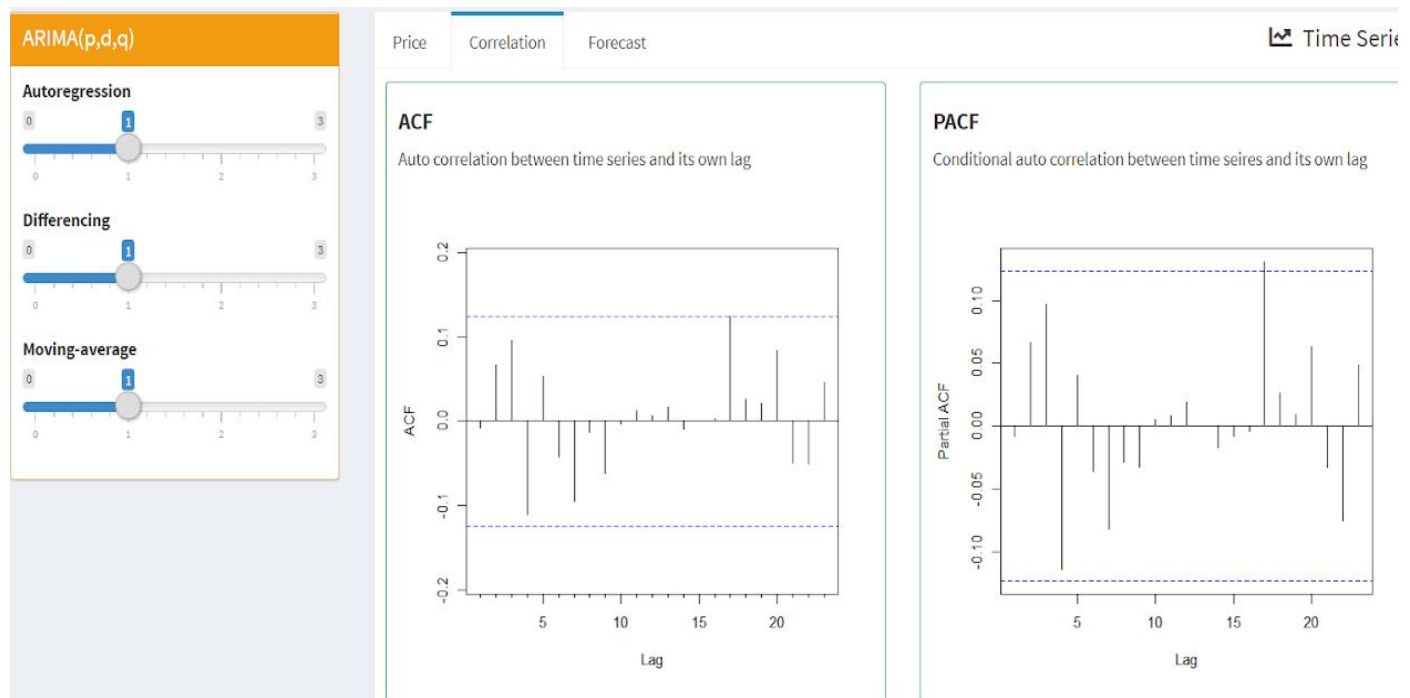 ARIMA(p,d,q)
Autoregression
0 1 3
0 1 2 3
Differencing
0 1 3
0 1 2 3
Moving-average
0 1 3
0 1 2 3
Price Correlation Forecast
Time Serie
ACF
Auto correlation between time series and its own lag
0.2
0.1
0.0
-0.1
-0.2
ACF
5 10 15 20
Lag
PACF
Conditional auto correlation between time seires and its own lag
0.10
0.05
0.00
-0.05
-0.10
Partial ACF
5 10 15 20
Lag